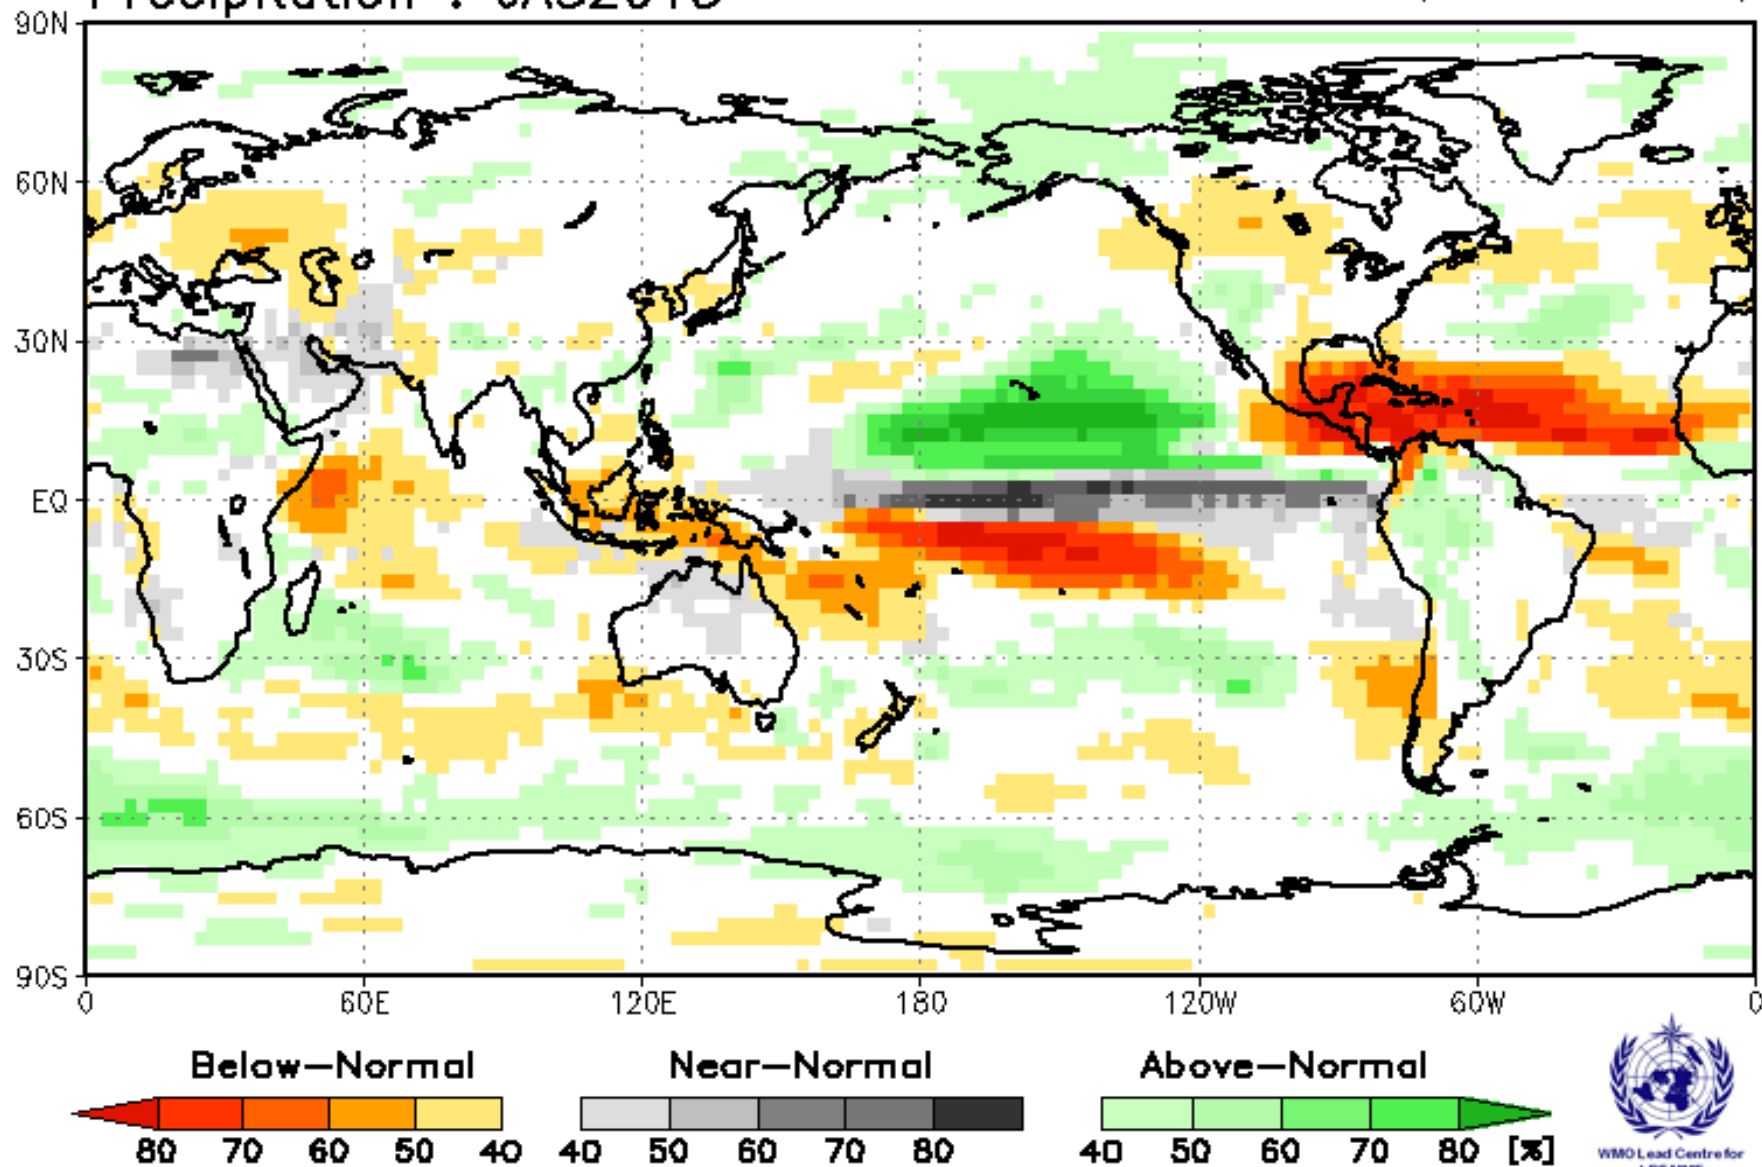 Precipitation : JAS2018
90N
60N
30N
EQ
30S
60S
90S
0 60E 120E 180 120W 60W 0
Below-Normal Near-Normal Above-Normal
80 70 60 50 40 40 50 60 70 80 40 50 60 70 80 [%]
WMO Lead Centre for